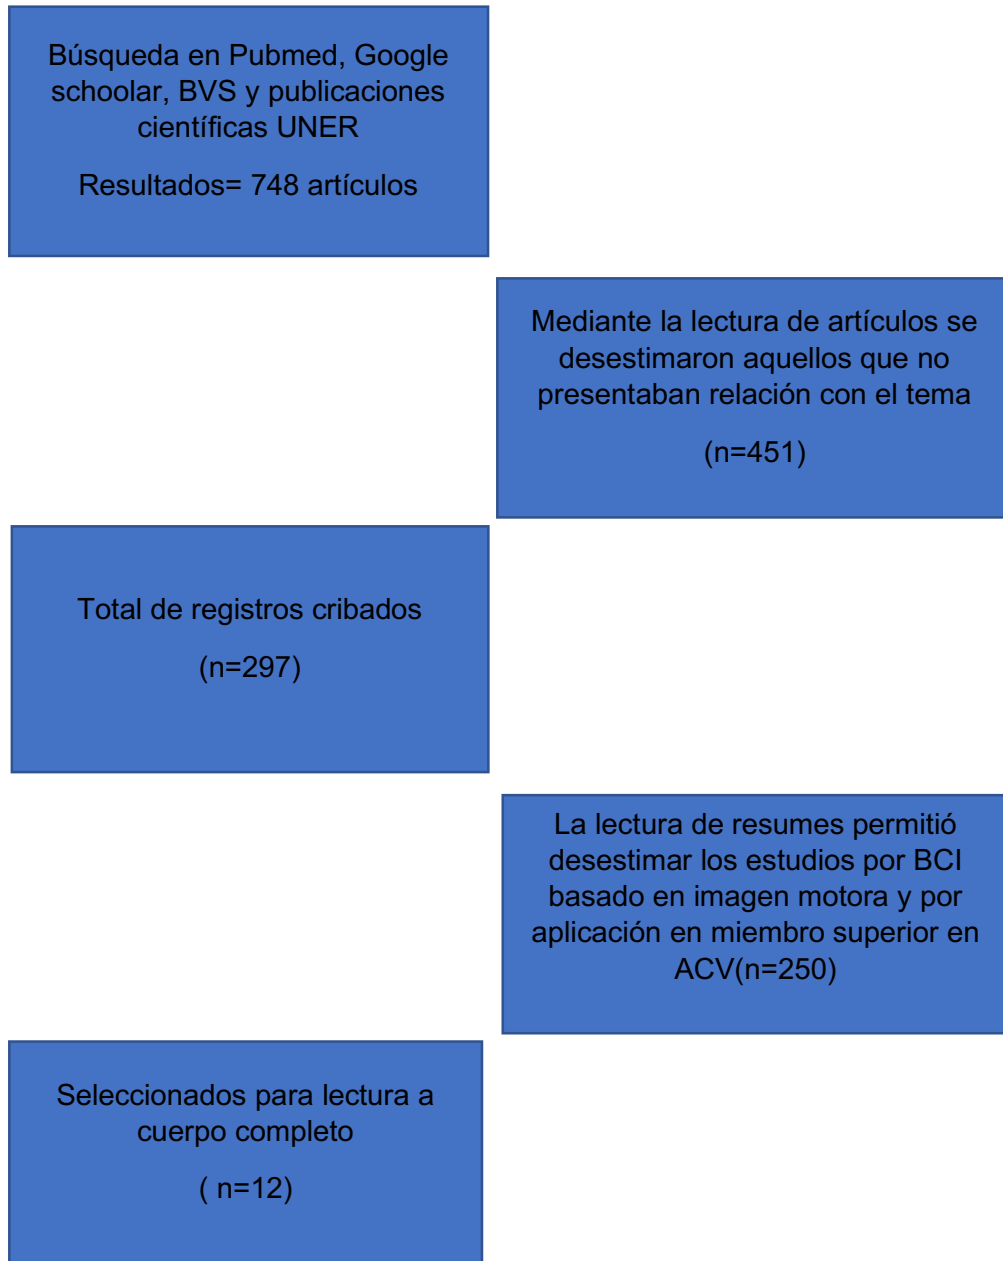 Búsqueda en Pubmed, Google
schoolar, BVS y publicaciones
científicas UNER
Resultados= 748 artículos
Mediante la lectura de artículos se
desestimaron aquellos que no
presentaban relación con el tema
(n=451)
Total de registros cribados
(n=297)
La lectura de resumes permitió
desestimar los estudios por BCI
basado en imagen motora y por
aplicación en miembro superior en
ACV(n=250)
Seleccionados para lectura a
cuerpo completo
( n=12)